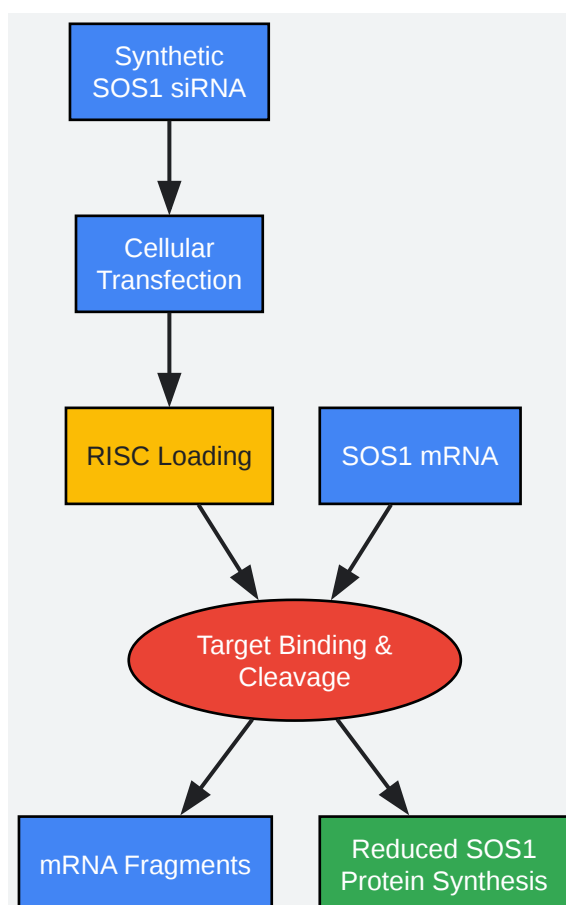 Synthetic
SOS1 siRNA
Cellular
Transfection
RISC Loading
SOS1 mRNA
Target Binding &
Cleavage
mRNA Fragments
Reduced SOS1
Protein Synthesis